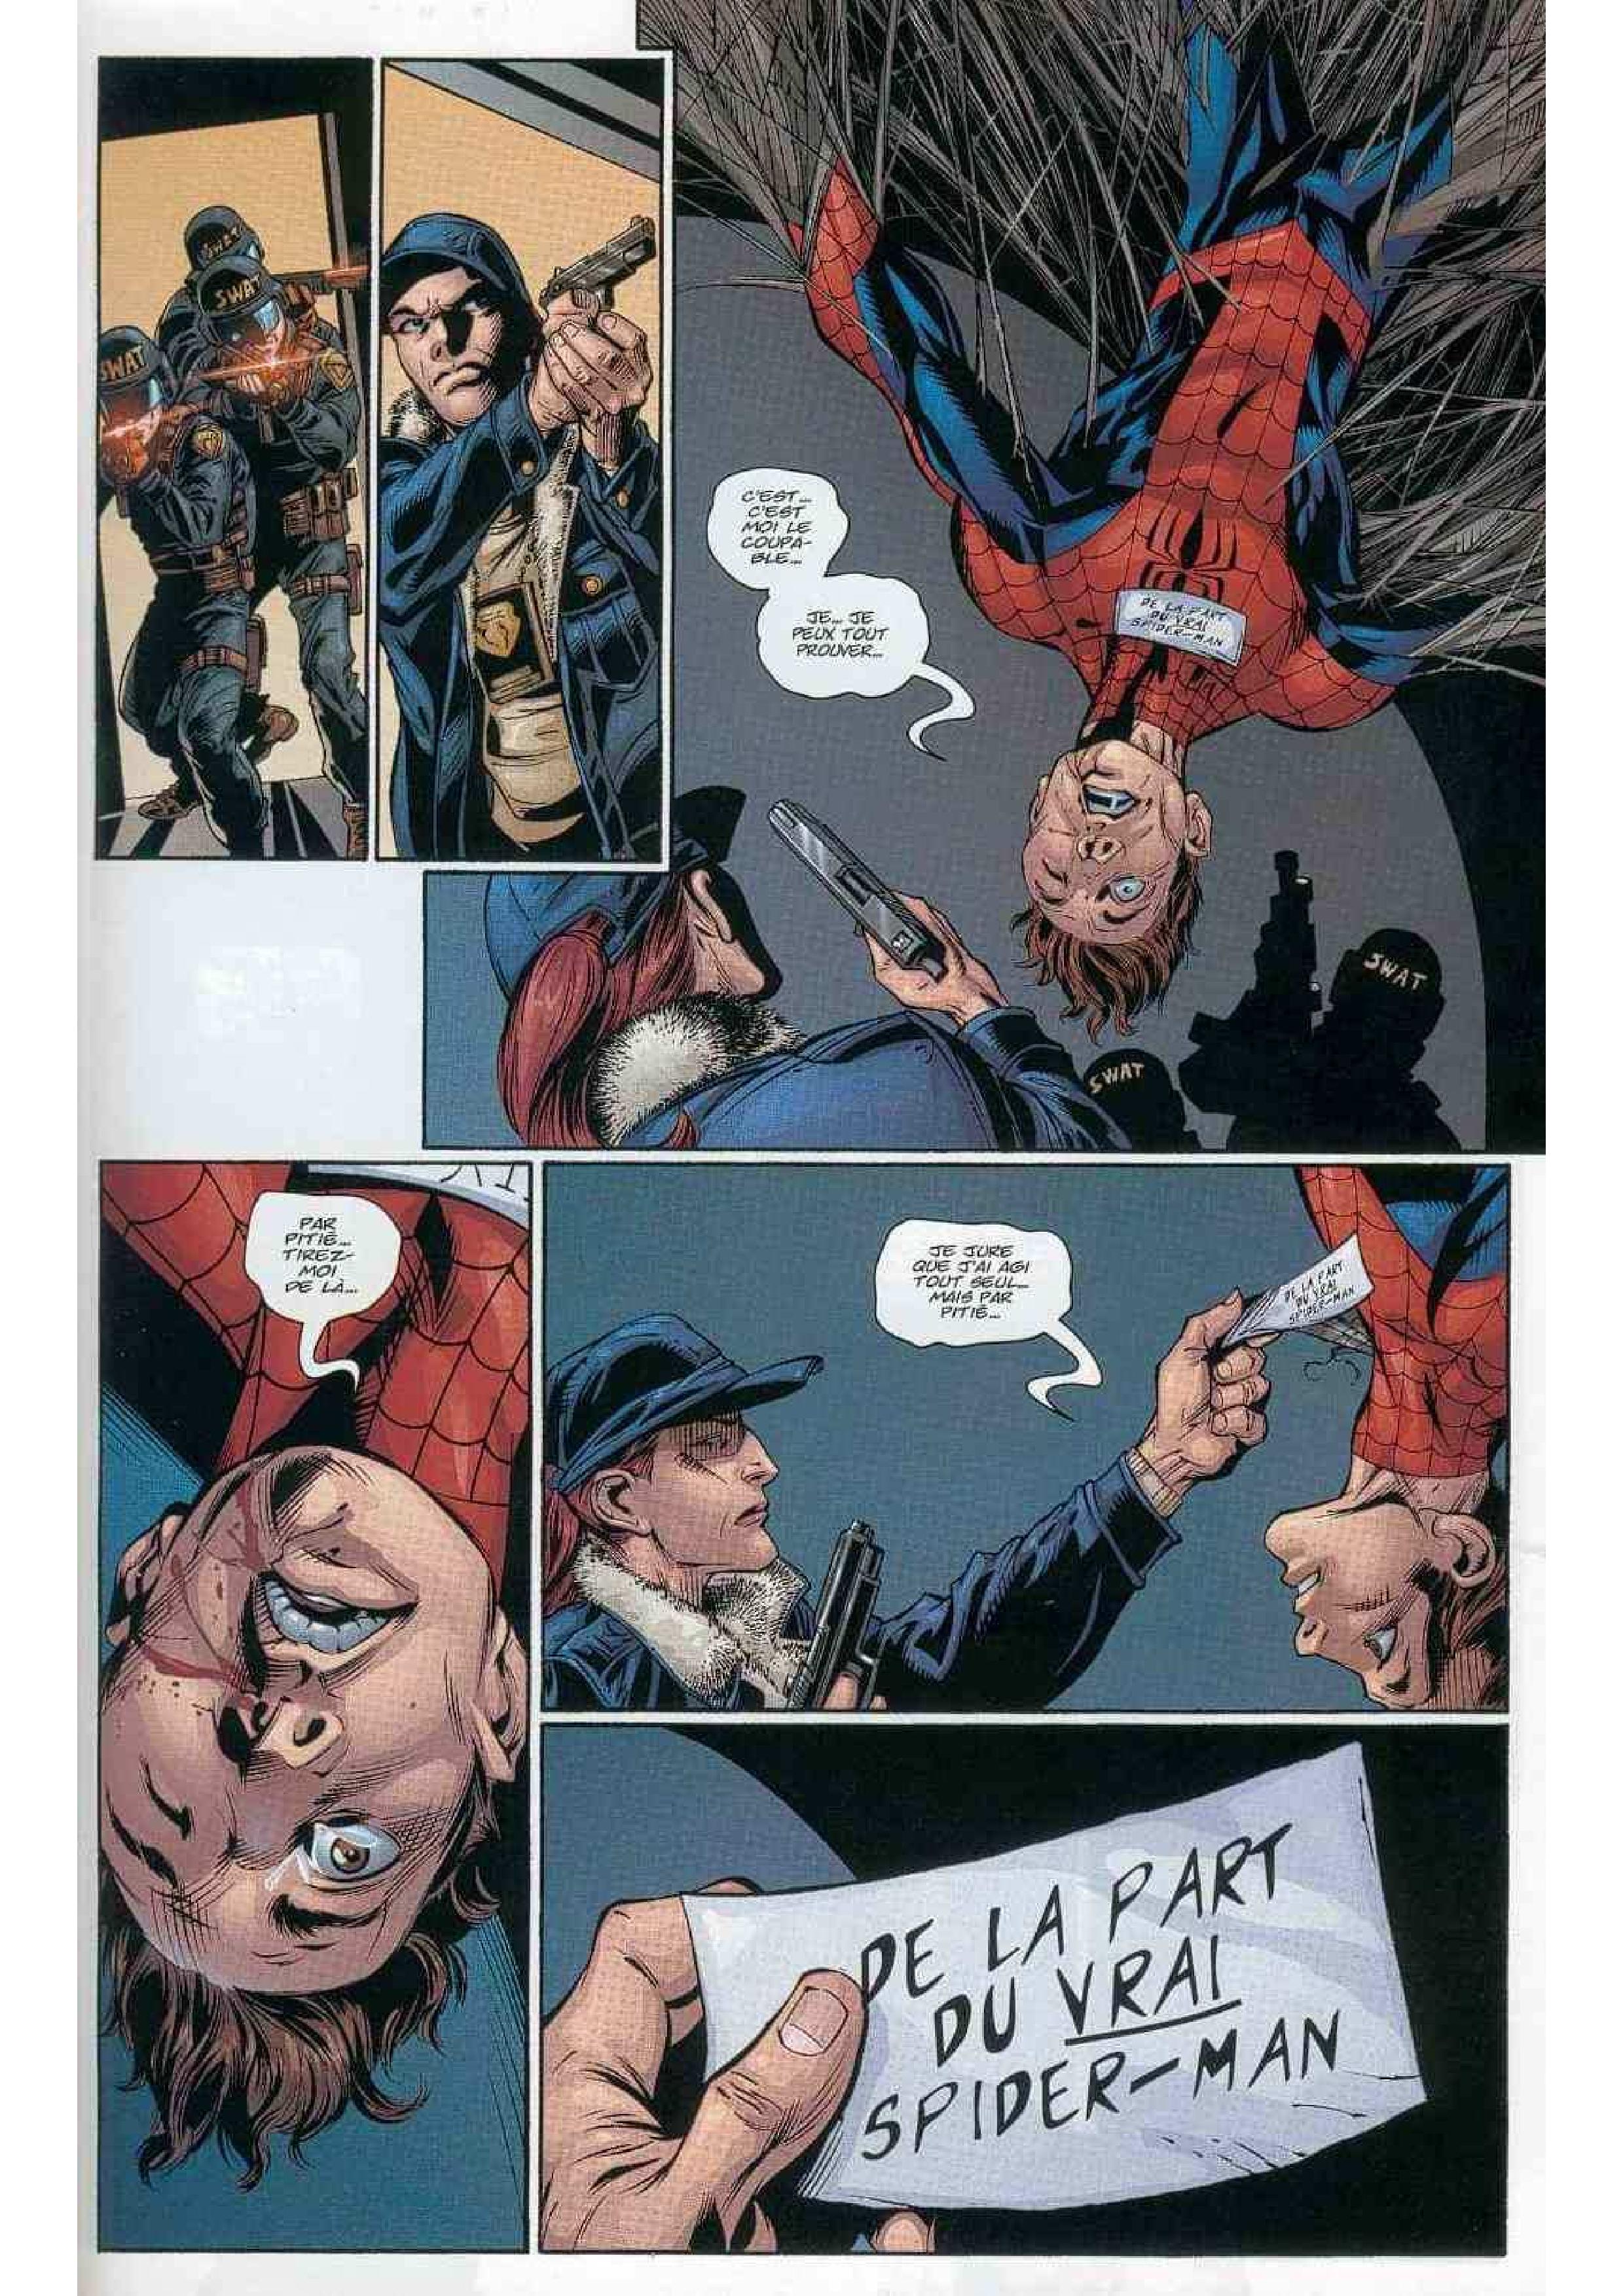 SWAT
SWAT
SWAT
C'EST...
C'EST
MOI LE
COUPA-
BLE...
JE... JE
PEUX TOUT
PROUVER...
DE LA PART
DU VRAI
SPIDER-MAN
SWAT
SWAT
PAR
PITIÉ...
TIREZ-
MOI
DE LÀ...
JE JURE
QUE J'AI AGI
TOUT SEUL...
MAIS PAR
PITIÉ...
DE LA PART
DU VRAI
SPIDER-MAN
DE LA PART
DU VRAI
SPIDER-MAN